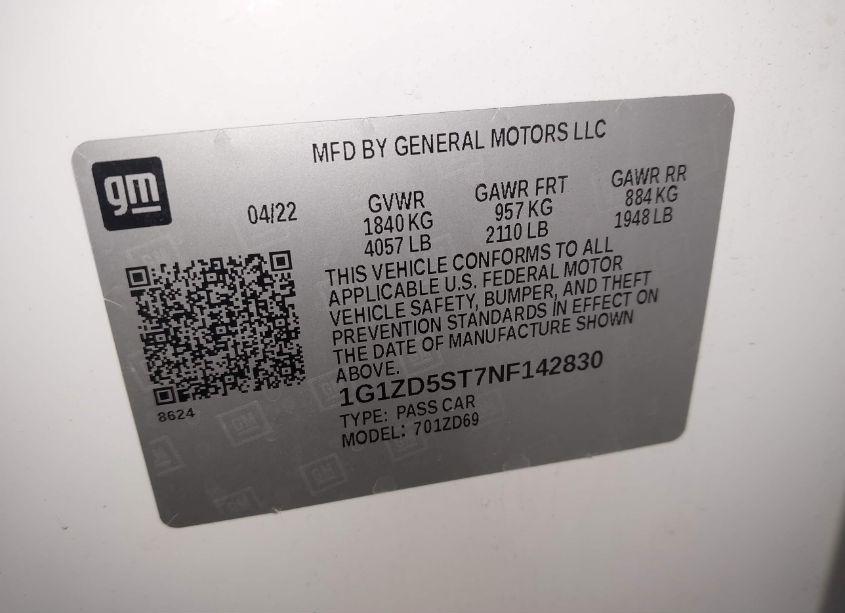 MFD BY GENERAL MOTORS LLC
gm
04/22
GVWR
1840 KG
4057 LB
GAWR FRT
957 KG
2110 LB
GAWR RR
884 KG
1948 LB
THIS VEHICLE CONFORMS TO ALL
APPLICABLE U.S. FEDERAL MOTOR
VEHICLE SAFETY, BUMPER, AND THEFT
PREVENTION STANDARDS IN EFFECT ON
THE DATE OF MANUFACTURE SHOWN
ABOVE.
1G1ZD5ST7NF142830
TYPE: PASS CAR
MODEL: 701ZD69
8624